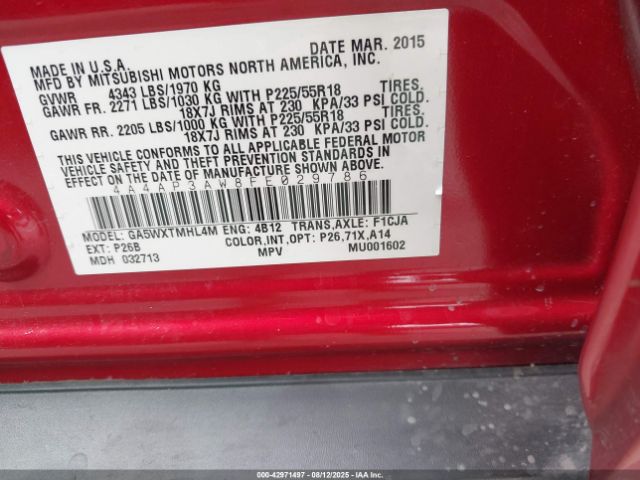 MADE IN U.S.A. DATE MAR. 2015
MFD BY MITSUBISHI MOTORS NORTH AMERICA, INC.
GVWR 4343 LBS/1970 KG
GAWR FR. 2271 LBS/1030 KG WITH P225/55R18 TIRES,
18X7J RIMS AT 230 KPA/33 PSI COLD.
GAWR RR. 2205 LBS/1000 KG WITH P225/55R18 TIRES,
18X7J RIMS AT 230 KPA/33 PSI COLD.
THIS VEHICLE CONFORMS TO ALL APPLICABLE FEDERAL MOTOR
VEHICLE SAFETY AND THEFT PREVENTION STANDARDS IN
EFFECT ON THE DATE OF MANUFACTURE SHOWN ABOVE.
4A4AP3AW8FE029786
MODEL: GA5WXTMHL4M ENG: 4B12 TRANS,AXLE: F1CJA
EXT: P26B COLOR,INT,OPT: P26,71X,A14
MDH 032713 MPV MU001602
000-42971497 08/12/2025 IAAI.CA